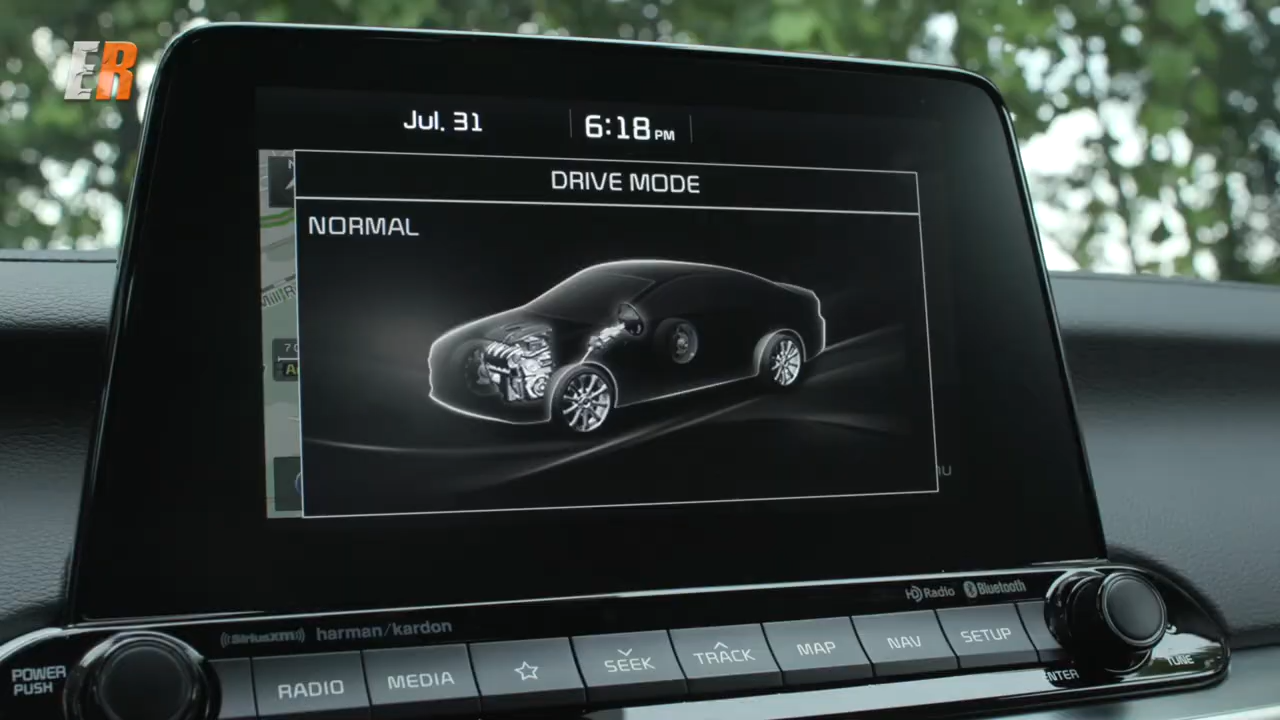 ER
Jul. 31
6:18 PM
DRIVE MODE
NORMAL
SiriusXM
harman/kardon
HD Radio
Bluetooth
POWER
PUSH
RADIO
MEDIA
SEEK
TRACK
MAP
NAV
SETUP
TUNE